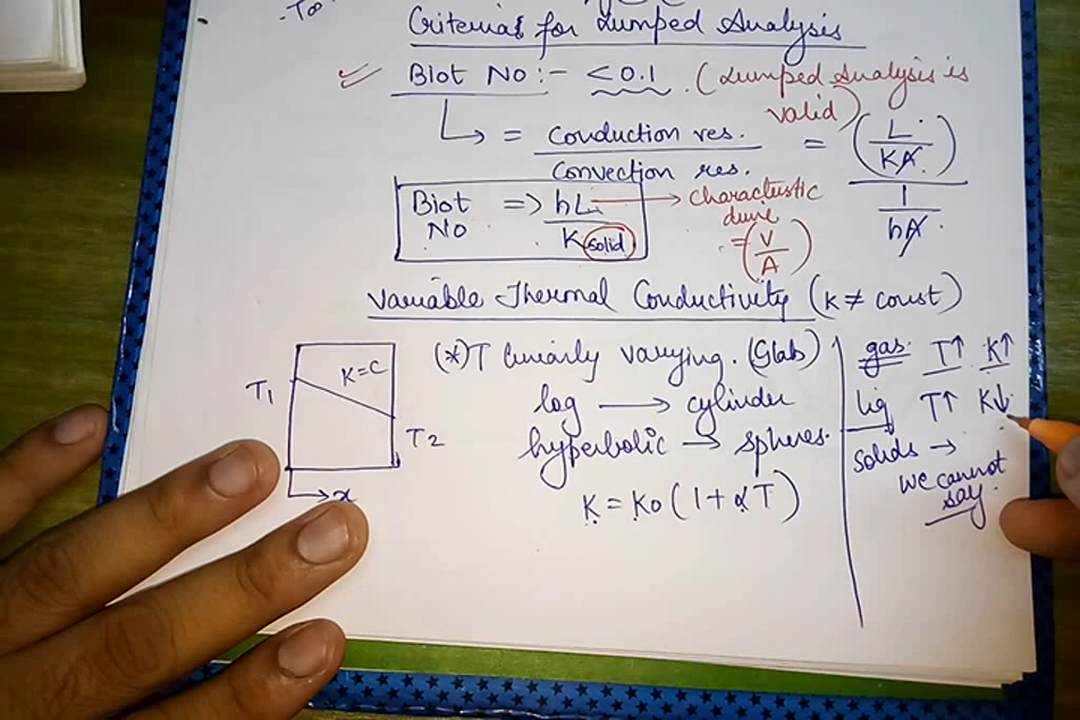 -T∞
Criterias for Lumped Analysis
Biot No:- <0.1 (Lumped Analysis is valid)
= Conduction res. / Convection res. = (L/KA) / 1/hA
Biot No => hL/K solid → charactustic dime = (V/A)
Variable Thermal Conductivity (K ≠ const)
K=C
T1
T2
x
(*) T linearly varying. (Slab)
log → cylinder
hyperbolic → spheres.
K = Ko (1+αT)
gas: T↑ K↑
Liq T↑ K↓
Solids →
we cannot
say.